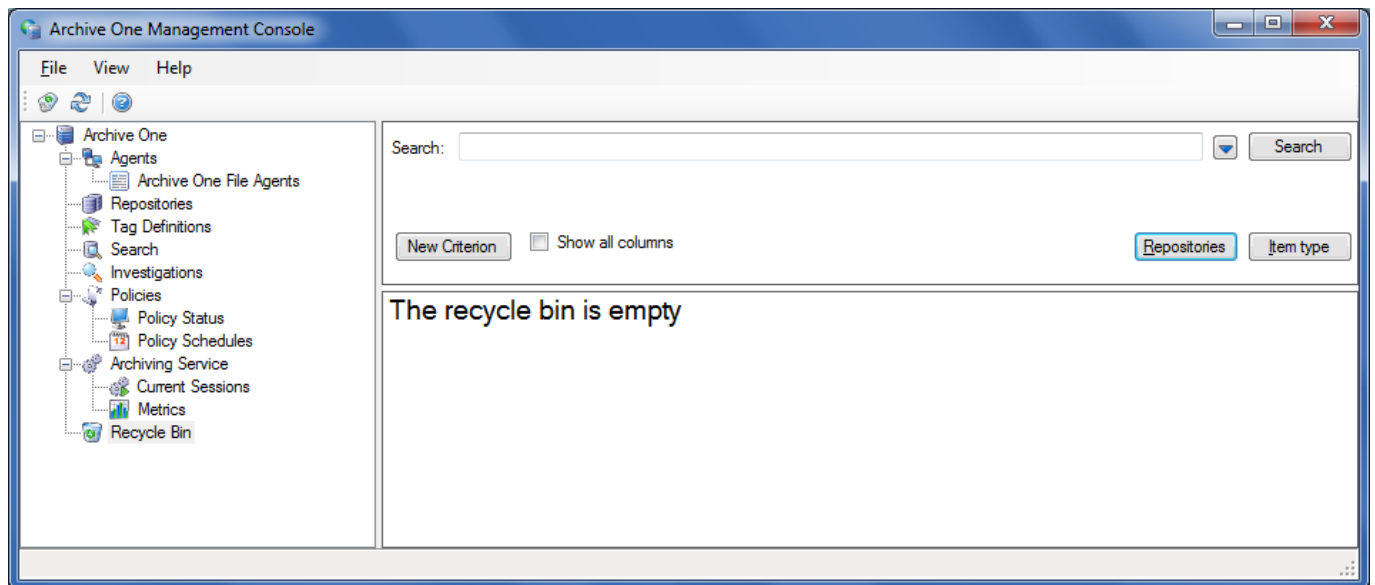 Archive One Management Console
File View Help
Archive One
Agents
Archive One File Agents
Repositories
Tag Definitions
Search
Investigations
Policies
Policy Status
12
Policy Schedules
Archiving Service
Current Sessions
Metrics
Recycle Bin
Search:
Search
New Criterion
Show all columns
Repositories
Item type
The recycle bin is empty